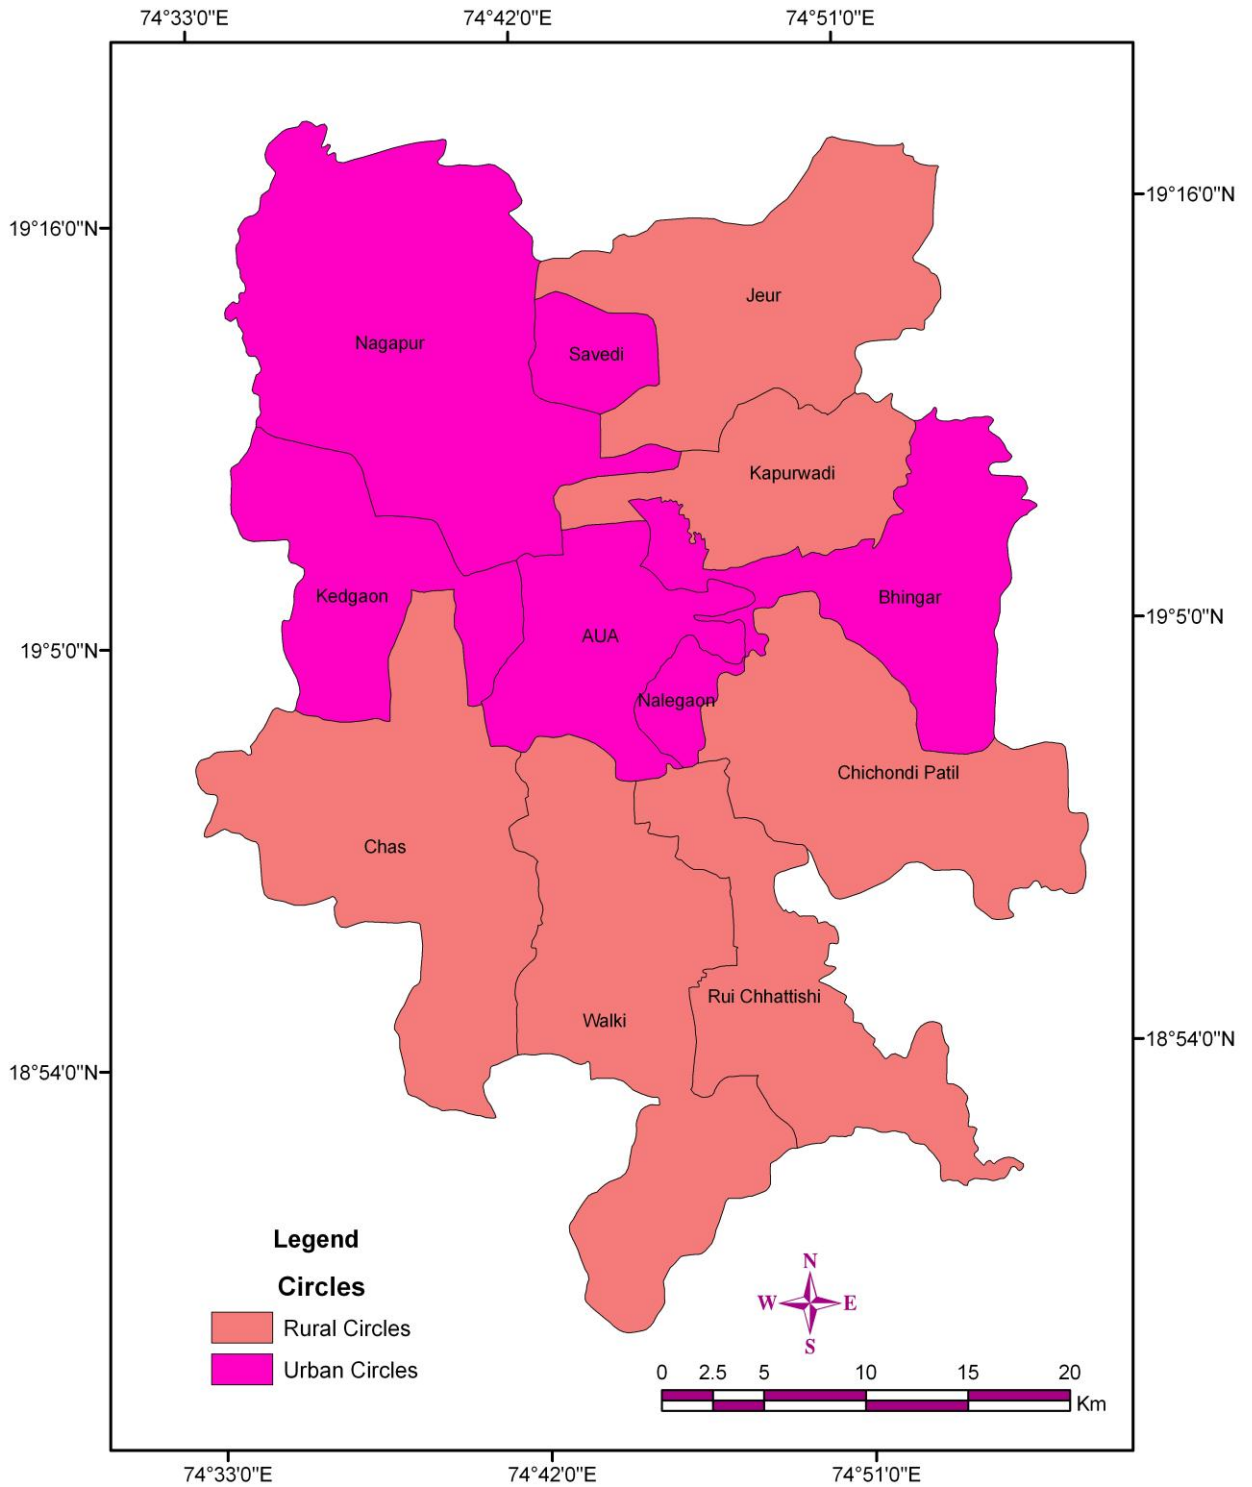 74°33'0"E 74°42'0"E 74°51'0"E
19°16'0"N
19°16'0"N
Jeur
Nagapur
Savedi
Kapurwadi
Kedgaon
Bhingar
19°5'0"N
AUA
19°5'0"N
Nalegaon
Chichondi Patil
Chas
Rui Chhattishi
Walki
18°54'0"N
18°54'0"N
Legend
Circles
Rural Circles
Urban Circles
N
W E
S
0 2.5 5 10 15 20
Km
74°33'0"E 74°42'0"E 74°51'0"E